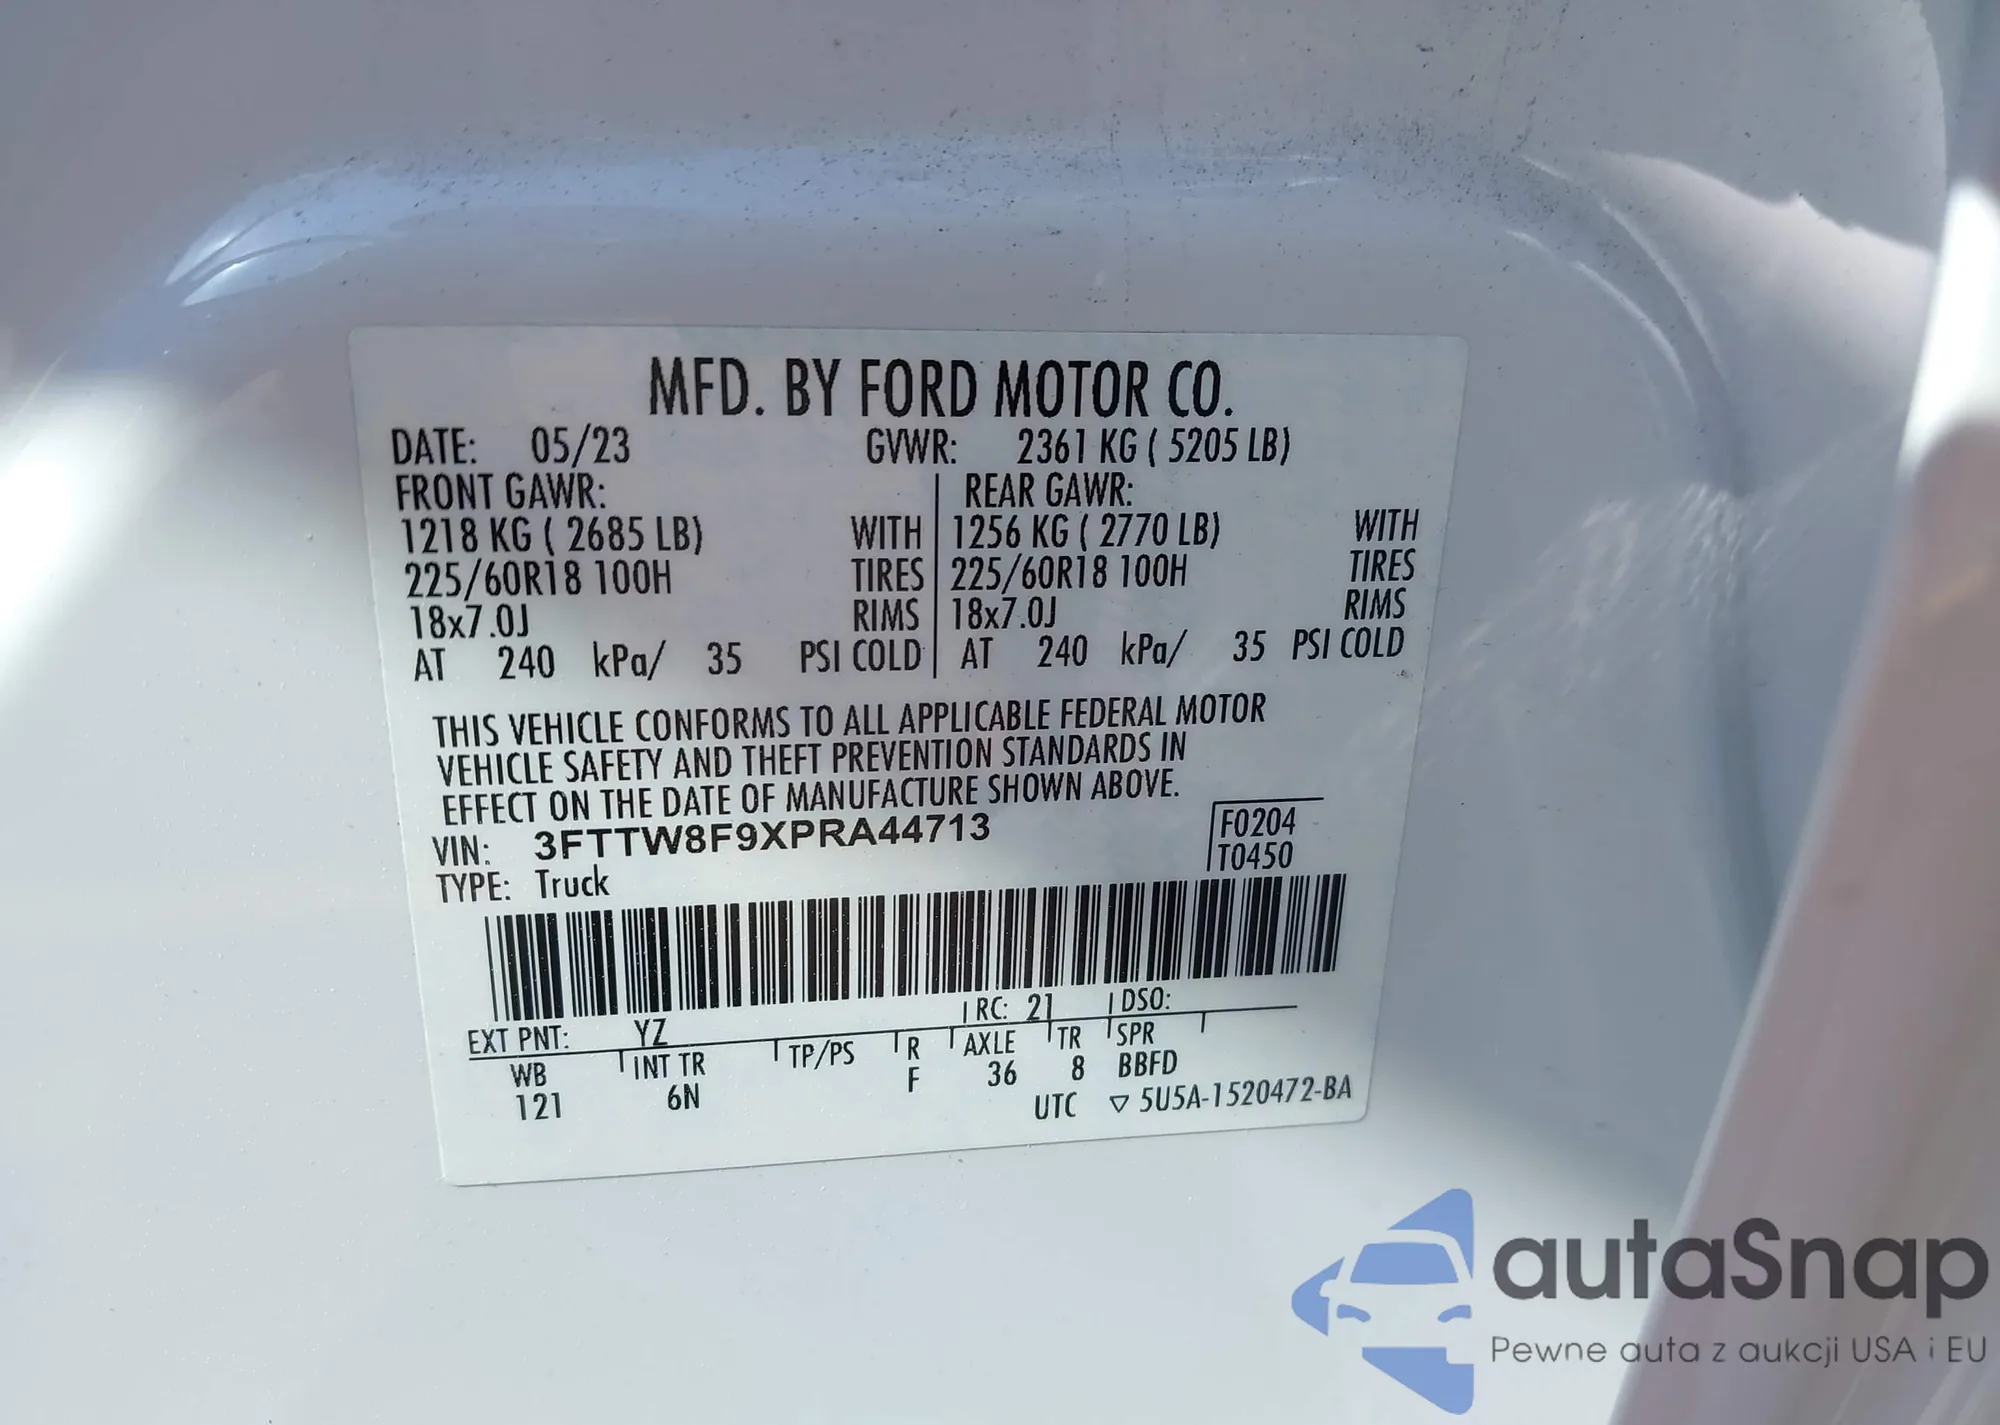 MFD. BY FORD MOTOR CO.
DATE: 05/23 GVWR: 2361 KG ( 5205 LB)
FRONT GAWR: REAR GAWR:
1218 KG ( 2685 LB) WITH 1256 KG ( 2770 LB) WITH
225/60R18 100H TIRES 225/60R18 100H TIRES
18x7.0J RIMS 18x7.0J RIMS
AT 240 kPa/ 35 PSI COLD AT 240 kPa/ 35 PSI COLD
THIS VEHICLE CONFORMS TO ALL APPLICABLE FEDERAL MOTOR
VEHICLE SAFETY AND THEFT PREVENTION STANDARDS IN
EFFECT ON THE DATE OF MANUFACTURE SHOWN ABOVE.
VIN: 3FTTW8F9XPRA44713 F0204
TYPE: Truck T0450
EXT PNT: YZ RC: 21 DSO:
WB INT TR TP/PS R AXLE TR SPR
121 6N F 36 8 BBFD
UTC ▽ 5U5A-1520472-BA
autaSnap
Pewne auta z aukcji USA i EU